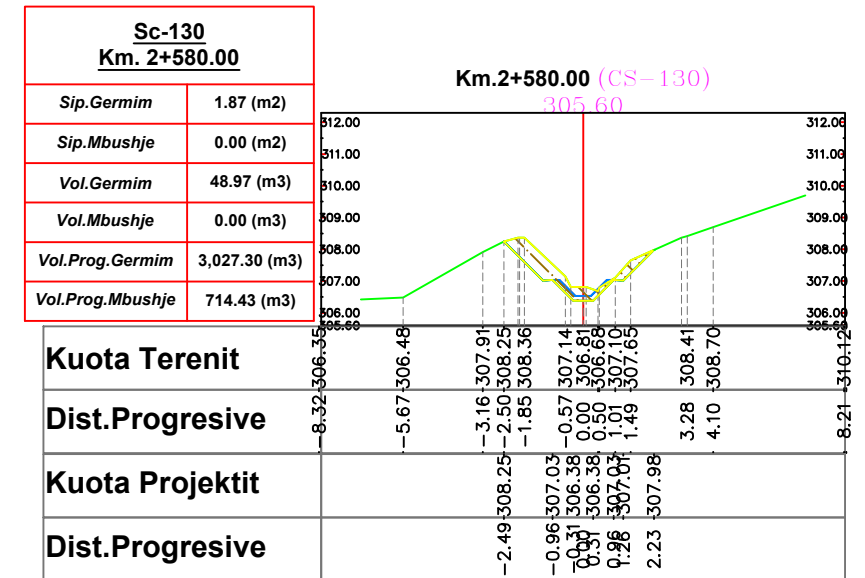 Sc-130
Km. 2+580.00
Sip.Germim 1.87 (m2)
Sip.Mbushje 0.00 (m2)
Vol.Germim 48.97 (m3)
Vol.Mbushje 0.00 (m3)
Vol.Prog.Germim 3,027.30 (m3)
Vol.Prog.Mbushje 714.43 (m3)
Km.2+580.00 (CS-130)
305.60
312.00 312.00
311.00 311.00
310.00 310.00
309.00 309.00
308.00 308.00
307.00 307.00
306.00 306.00
305.60 305.60
Kuota Terenit 306.35 306.48 307.91 308.25 308.36 307.14 306.81 306.68 307.10 307.65 308.41 308.70 310.12
Dist.Progresive -8.32 -5.67 -3.16 -2.50 -1.85 -0.57 0.00 0.50 1.01 1.49 3.28 4.10 8.21
Kuota Projektit 308.25 307.03 306.38 306.38 307.03 307.01 307.98
Dist.Progresive -2.49 -0.96 -0.31 0.00 0.31 0.96 1.26 2.23